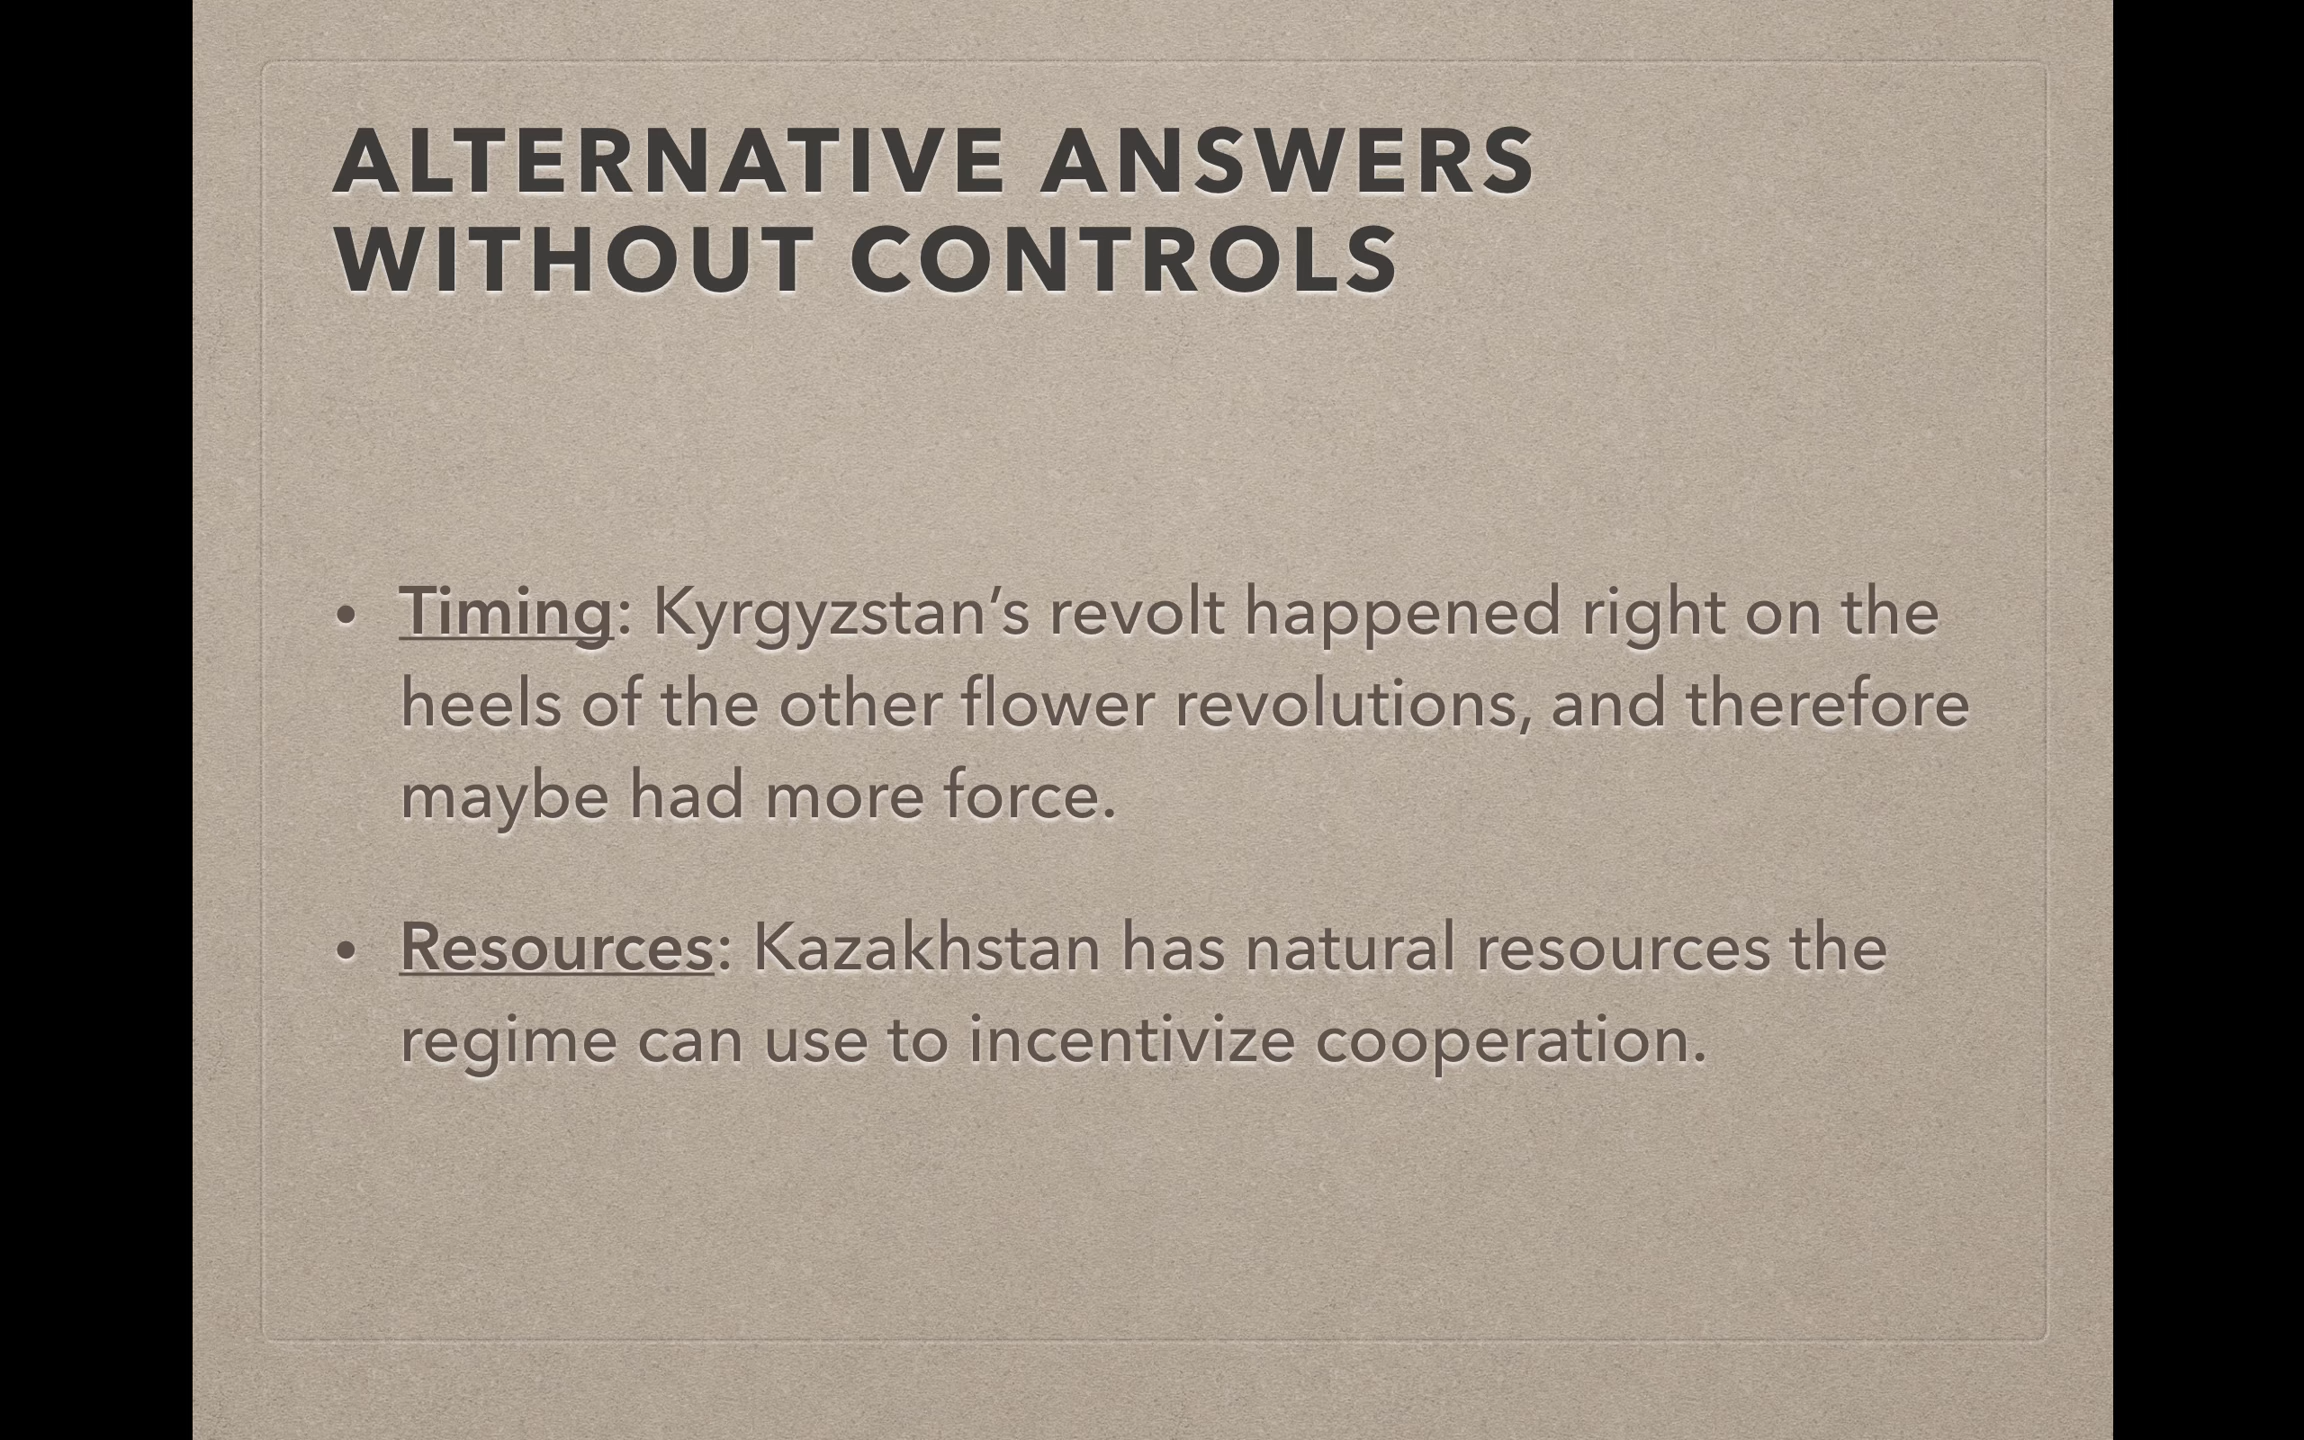 ALTERNATIVE ANSWERS
WITHOUT CONTROLS
• Timing: Kyrgyzstan’s revolt happened right on the
heels of the other flower revolutions, and therefore
maybe had more force.
• Resources: Kazakhstan has natural resources the
regime can use to incentivize cooperation.